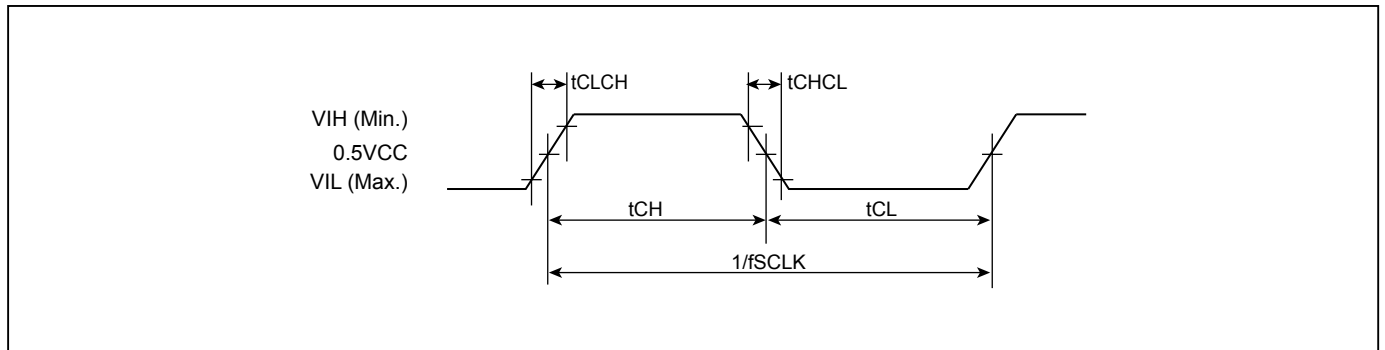 tCLCH
tCHCL
VIH (Min.)
0.5VCC
VIL (Max.)
tCH
tCL
1/fSCLK